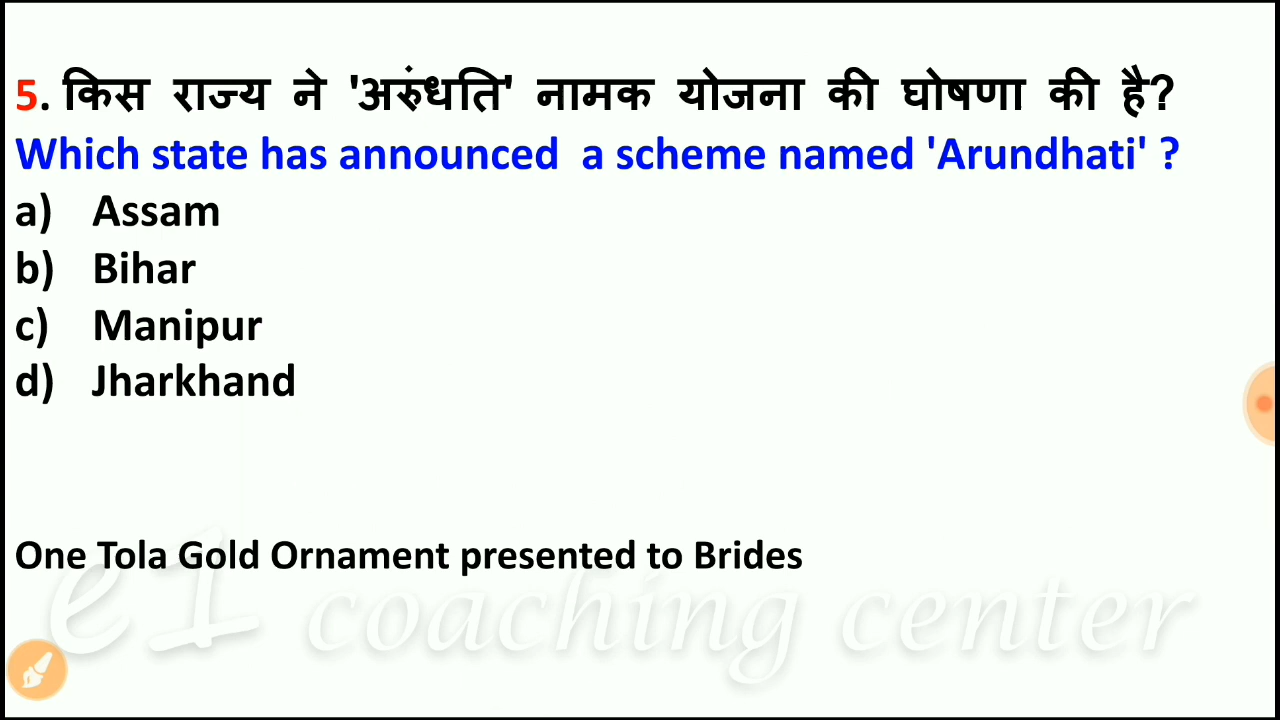 5. किस राज्य ने 'अरुंधति' नामक योजना की घोषणा की है?
Which state has announced a scheme named 'Arundhati' ?
a) Assam
b) Bihar
c) Manipur
d) Jharkhand
One Tola Gold Ornament presented to Brides
e1 coaching center